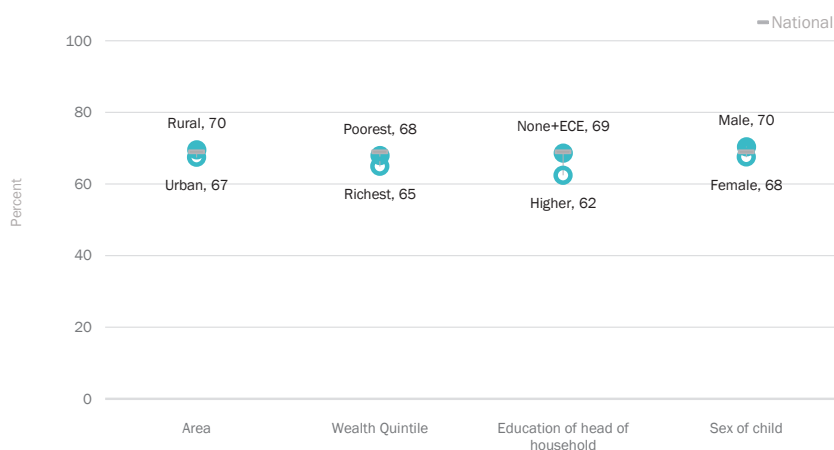 National
100
80
60
40
20
0
Percent
Rural, 70
Urban, 67
Poorest, 68
Richest, 65
None+ECE, 69
Higher, 62
Male, 70
Female, 68
Area
Wealth Quintile
Education of head of
household
Sex of child